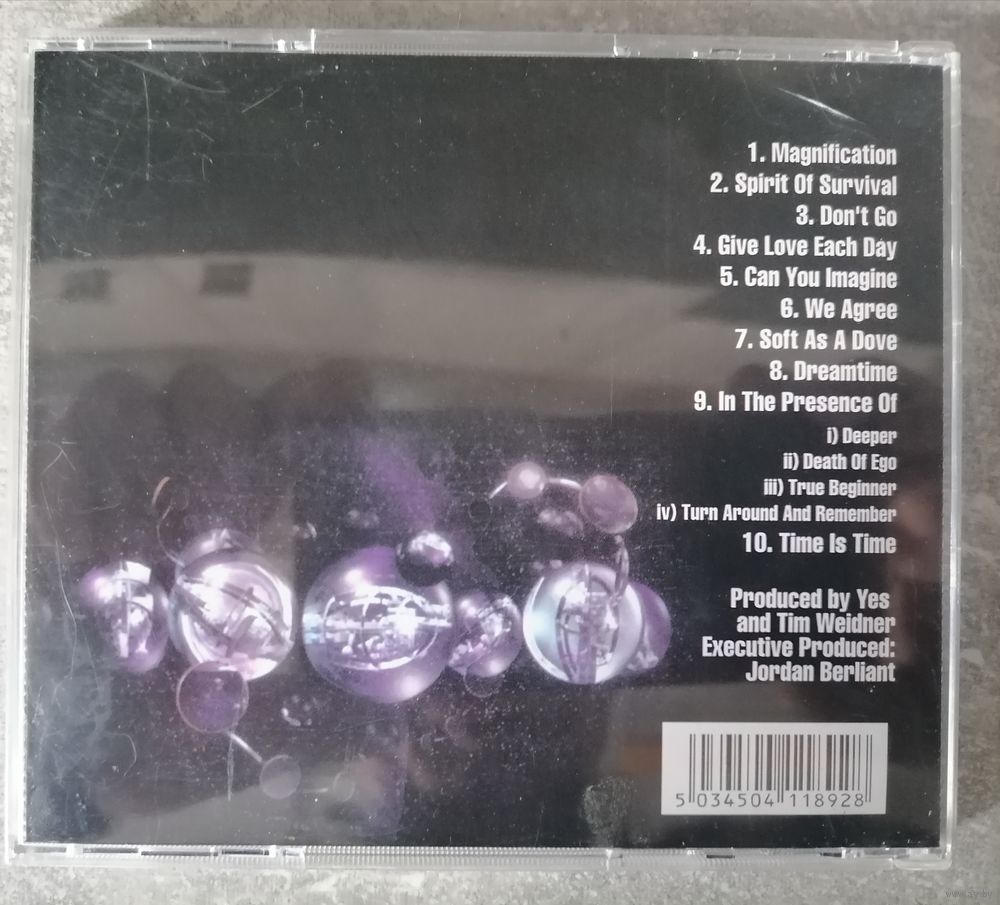 1. Magnification
2. Spirit Of Survival
3. Don't Go
4. Give Love Each Day
5. Can You Imagine
6. We Agree
7. Soft As A Dove
8. Dreamtime
9. In The Presence Of
i) Deeper
ii) Death Of Ego
iii) True Beginner
iv) Turn Around And Remember
10. Time Is Time
Produced by Yes
and Tim Weidner
Executive Produced:
Jordan Berliant
5 034504 118928
www.ay.by